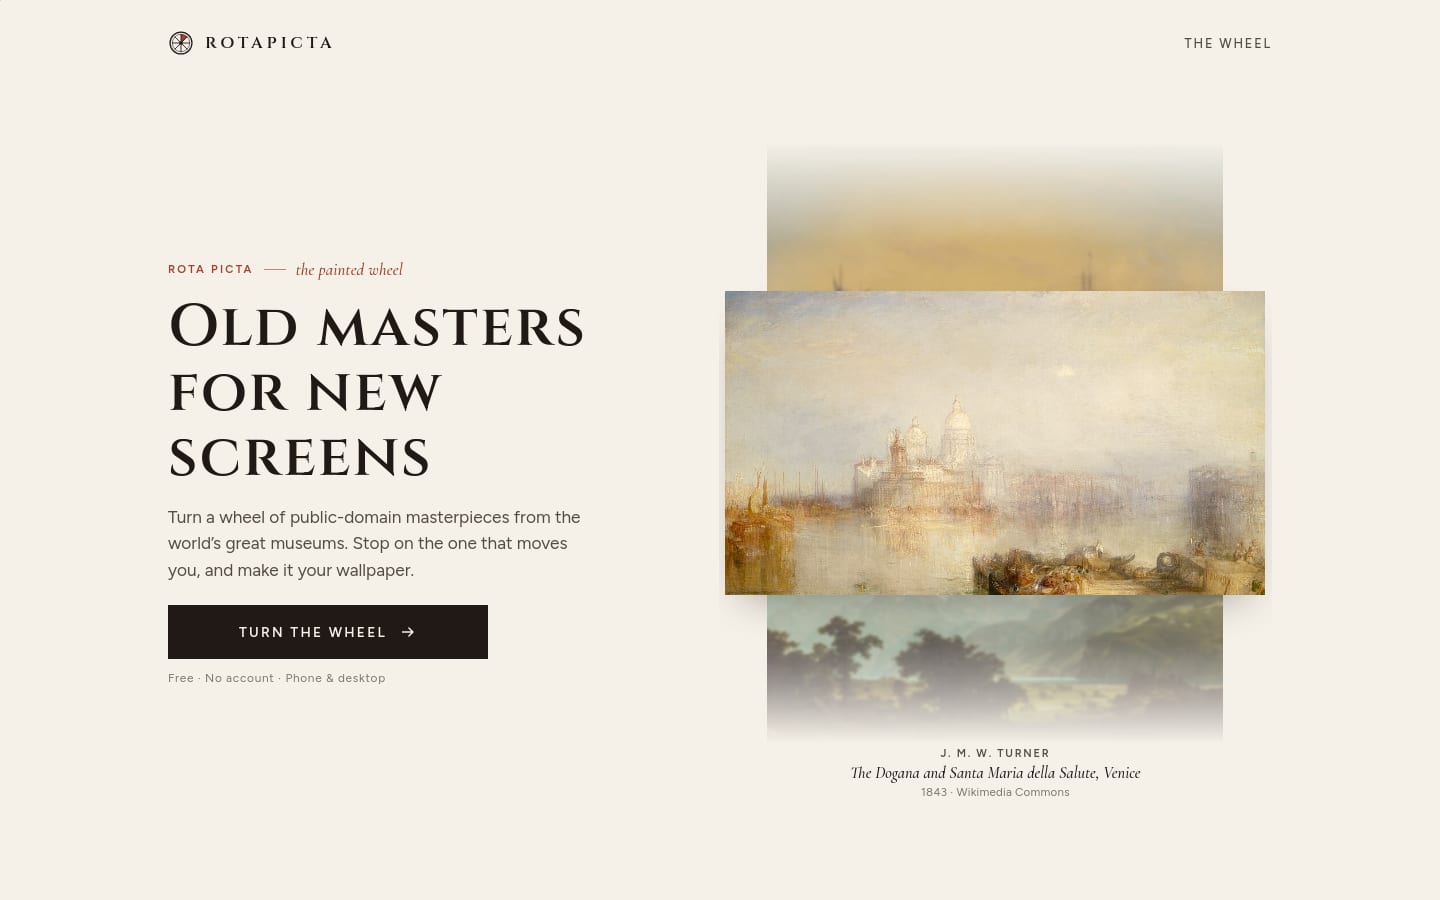 ROTAPICTA
THE WHEEL
ROTA PICTA — the painted wheel
OLD MASTERS
FOR NEW
SCREENS
Turn a wheel of public-domain masterpieces from the
world’s great museums. Stop on the one that moves
you, and make it your wallpaper.
TURN THE WHEEL →
Free · No account · Phone & desktop
J. M. W. TURNER
The Dogana and Santa Maria della Salute, Venice
1843 · Wikimedia Commons